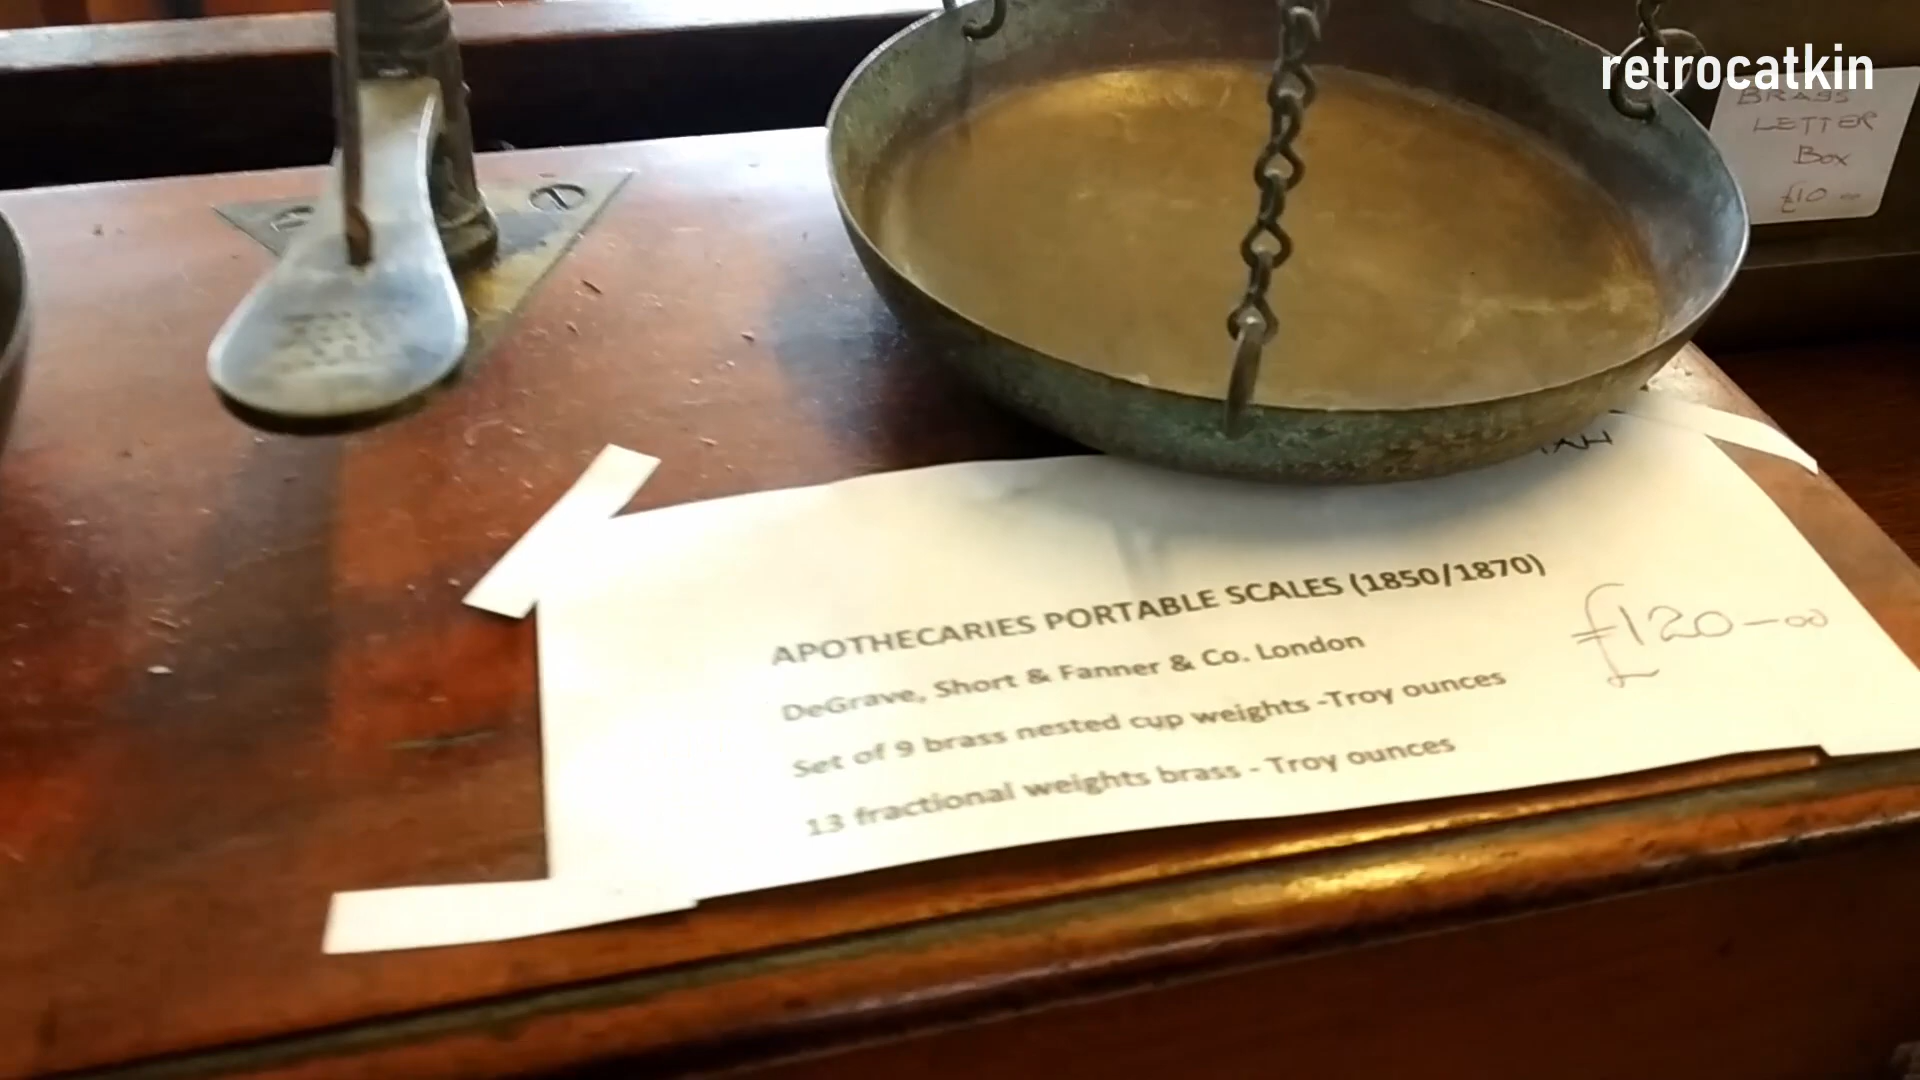 retrocatkin
BRASS
LETTER
Box
£10-00
APOTHECARIES PORTABLE SCALES (1850/1870)
DeGrave, Short & Fanner & Co. London
Set of 9 brass nested cup weights -Troy ounces
13 fractional weights brass - Troy ounces
£120-00